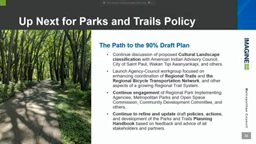 Up Next for Parks and Trails Policy
The Path to the 90% Draft Plan
• Continue discussion of proposed Cultural Landscape
classification with American Indian Advisory Council,
City of Saint Paul, Wakan Tipi Awanyankapi, and others.
• Launch Agency-Council workgroup focused on
enhancing coordination of Regional Trails and the
Regional Bicycle Transportation Network, and other
aspects of a growing Regional Trail System.
• Continue engagement of Regional Park Implementing
Agencies, Metropolitan Parks and Open Space
Commission, Community Development Committee, and
others.
• Continue to refine and update draft policies, actions,
and development of the Parks and Trails Planning
Handbook based on feedback and advice of all
stakeholders and partners.
IMAGINE
Metropolitan Council